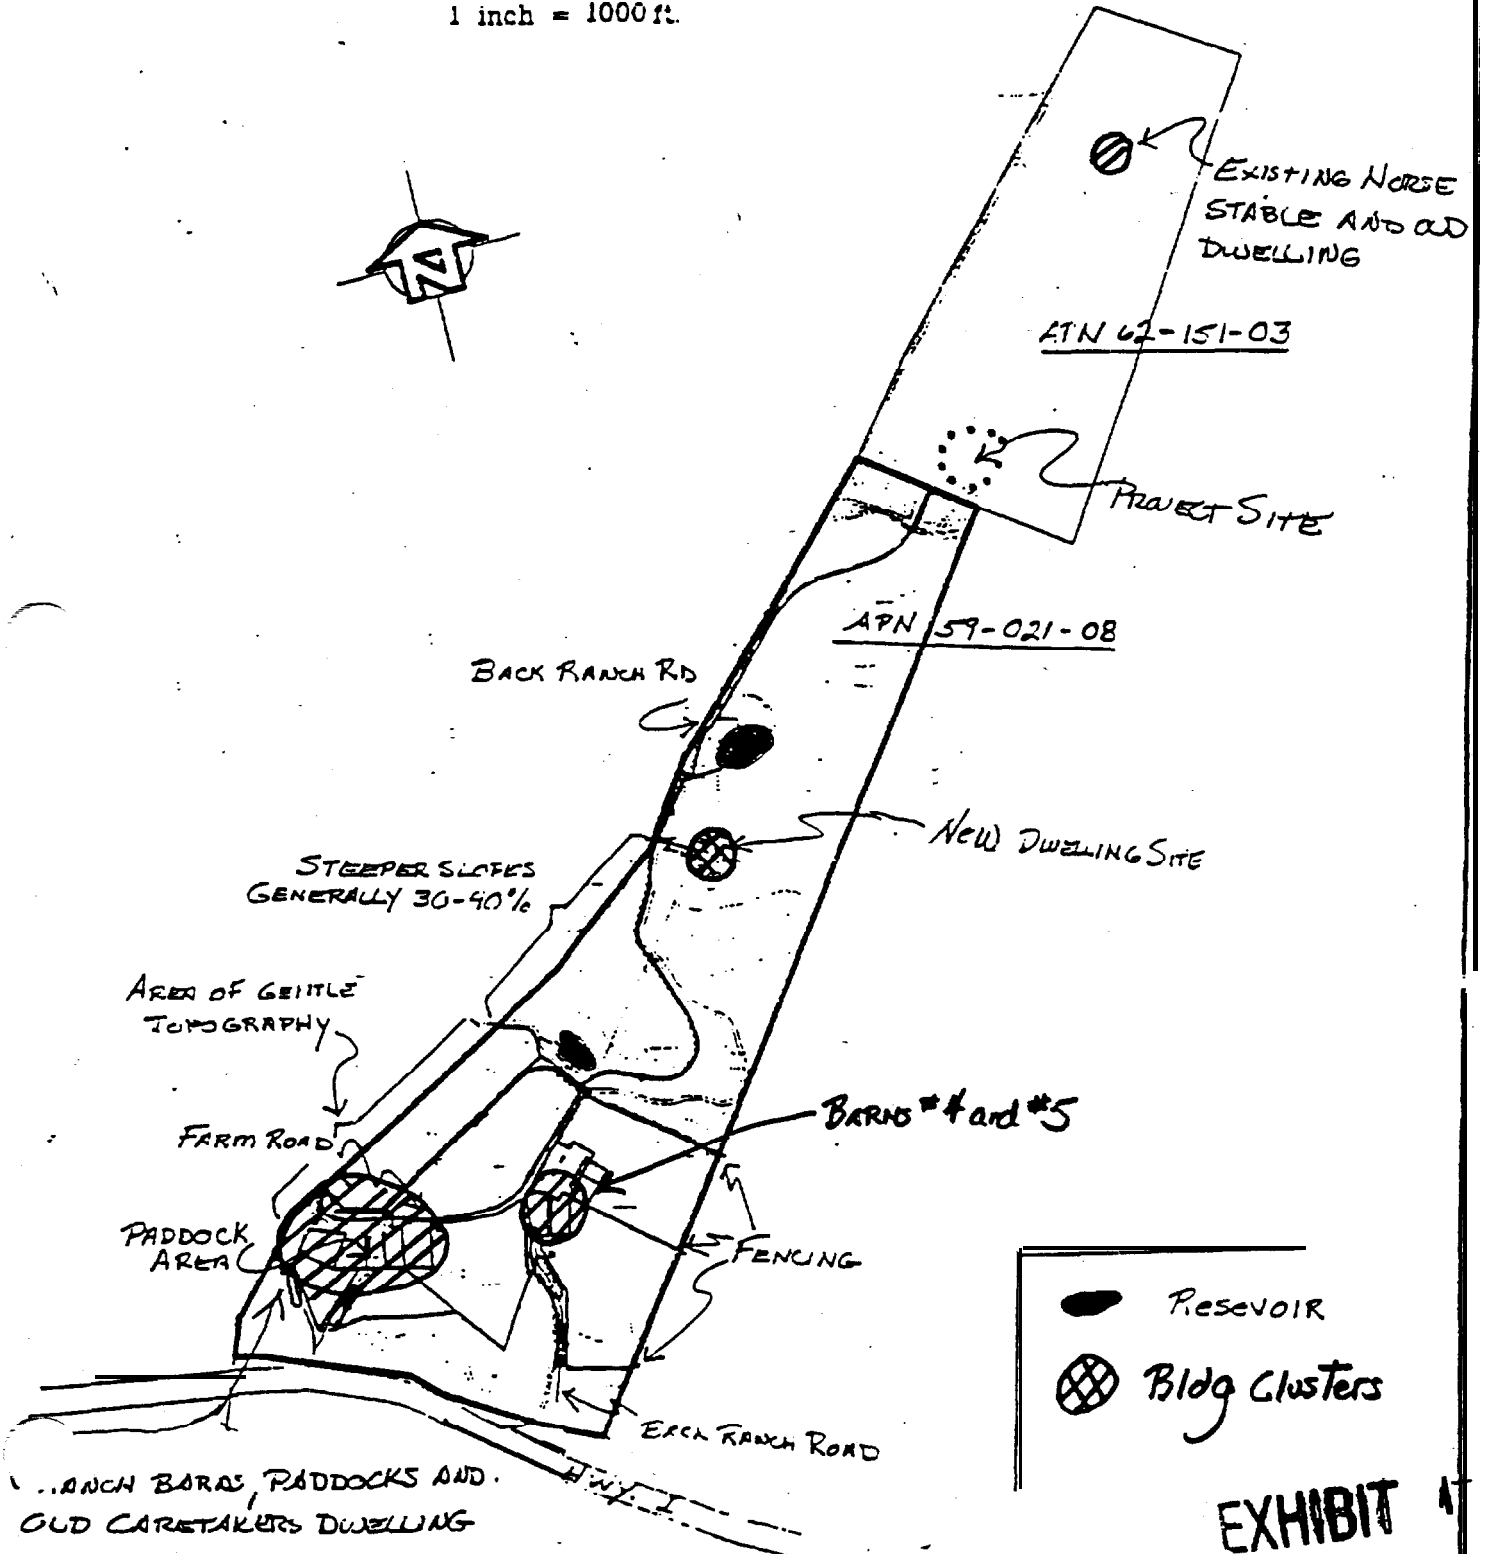 1 inch = 1000 ft.
N
EXISTING HORSE
STABLE AND OLD
DWELLING
APN 62-151-03
PROJECT SITE
APN 59-021-08
BACK RANCH RD
NEW DWELLING SITE
STEEPER SLOPES
GENERALLY 30-40%
AREA OF GENTLE
TOPOGRAPHY
BARNS #4 and #5
FARM ROAD
PADDOCK
AREA
FENCING
Resevoir
Bldg Clusters
RANCH ROAD
HWY. 1
BARNS, PADDOCKS AND
OLD CARETAKERS DWELLING
EXHIBIT